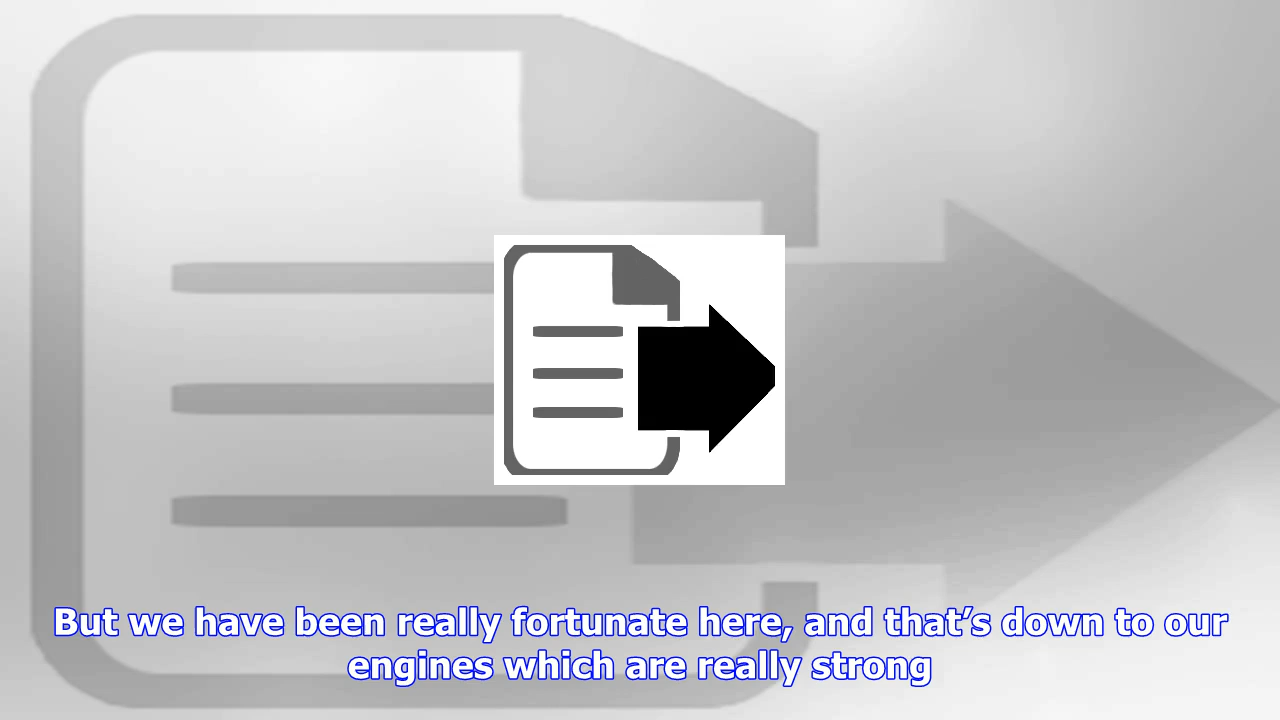 But we have been really fortunate here, and that’s down to our
engines which are really strong